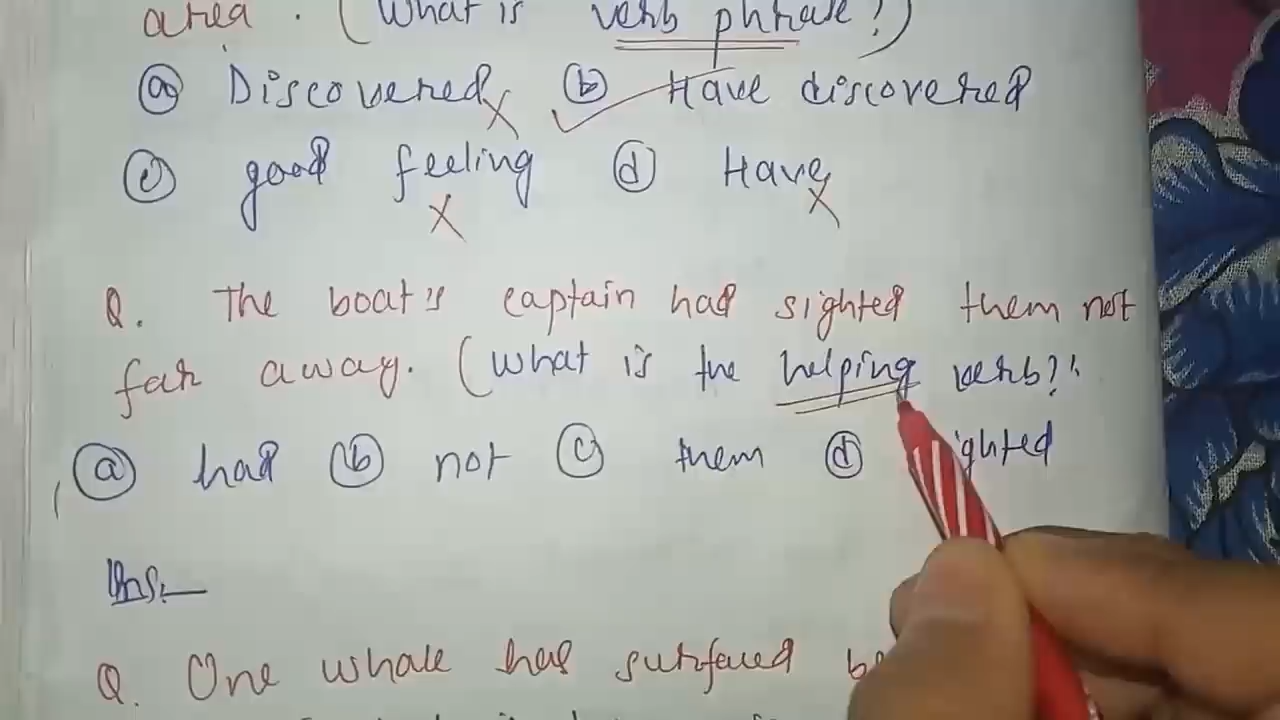 area. (What is verb phrase?)
(a) Discovered X (b) ✓ Have discovered
(c) good feeling X (d) Have X
Q. The boat's captain had sighted them not
far away. (What is the helping verb?)
(a) had (b) not (c) them (d) ighted
Ans:-
Q. One whale has surfaced